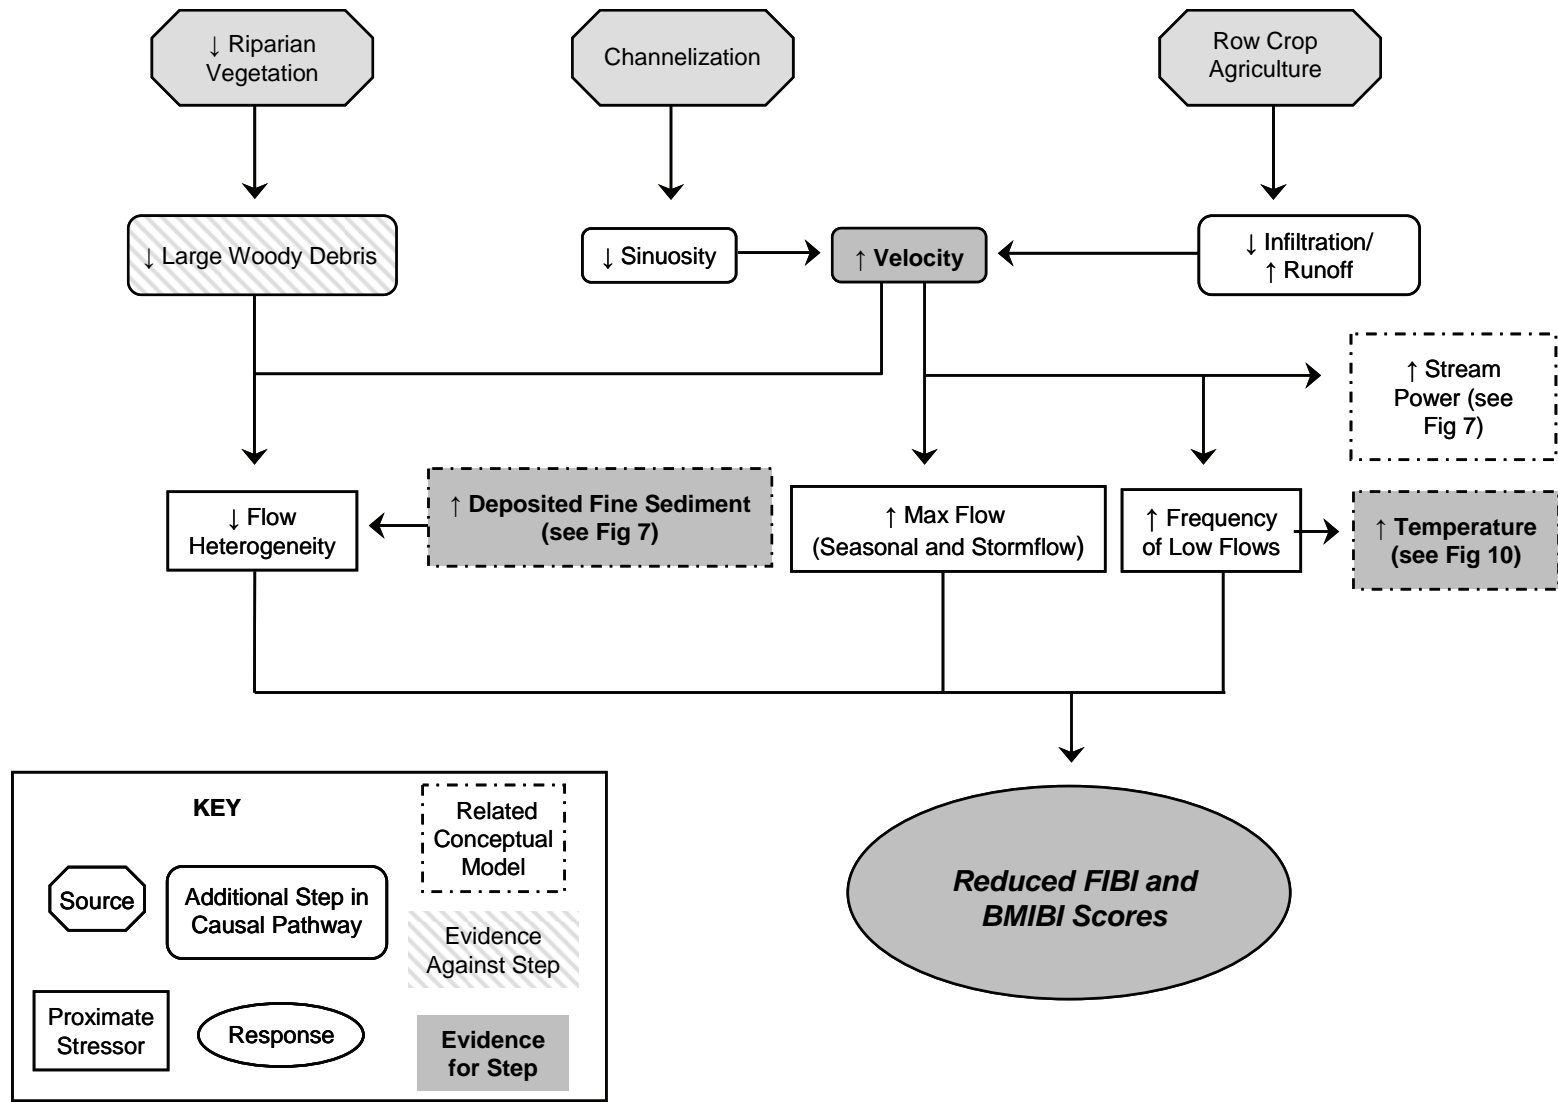 ↓ Riparian
Vegetation
Channelization
Row Crop
Agriculture
↓ Large Woody Debris
↓ Sinuosity
↑ Velocity
↓ Infiltration/
↑ Runoff
↑ Stream
Power (see
Fig 7)
↓ Flow
Heterogeneity
↑ Deposited Fine Sediment
(see Fig 7)
↑ Max Flow
(Seasonal and Stormflow)
↑ Frequency
of Low Flows
↑ Temperature
(see Fig 10)
Reduced FIBI and
BMIBI Scores
KEY
Related
Conceptual
Model
Source
Additional Step in
Causal Pathway
Evidence
Against Step
Proximate
Stressor
Response
Evidence
for Step